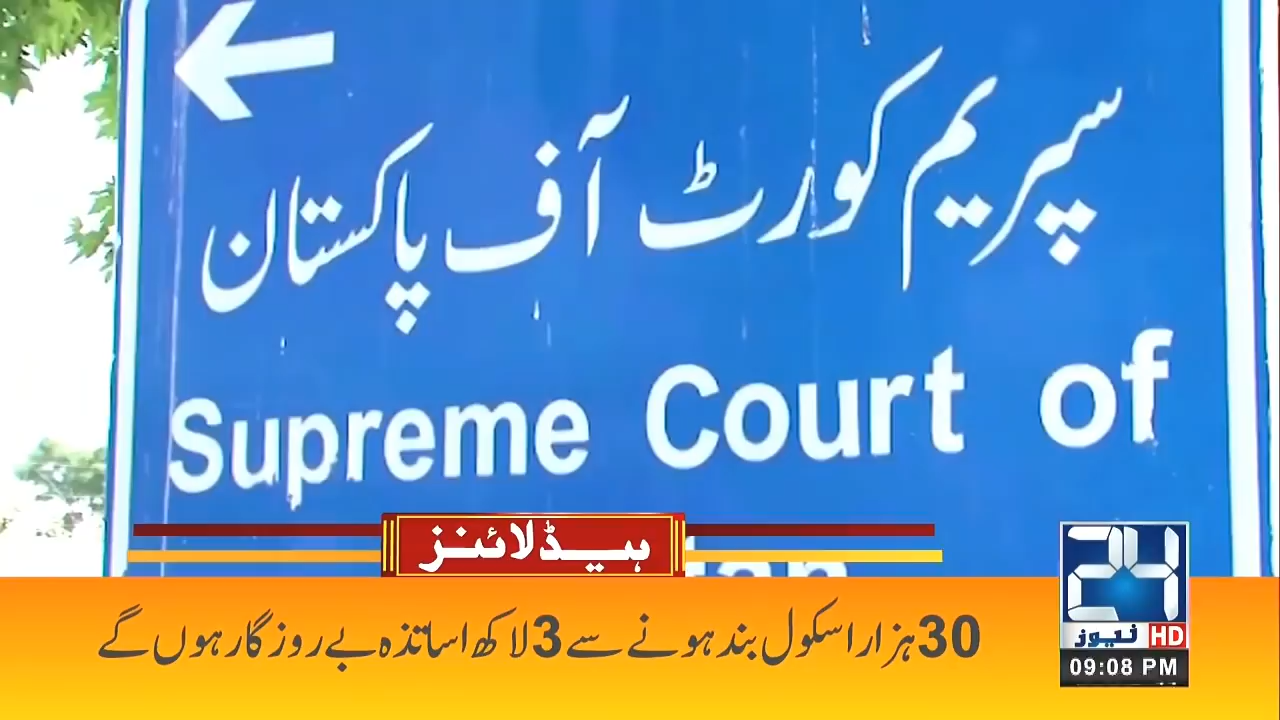 سپریم کورٹ آف پاکستان
Supreme Court of
ہیڈلائنز
30 ہزار اسکول بند ہونے سے 3 لاکھ اساتذہ بے روزگار ہوں گے
24
نیوز HD
09:08 PM